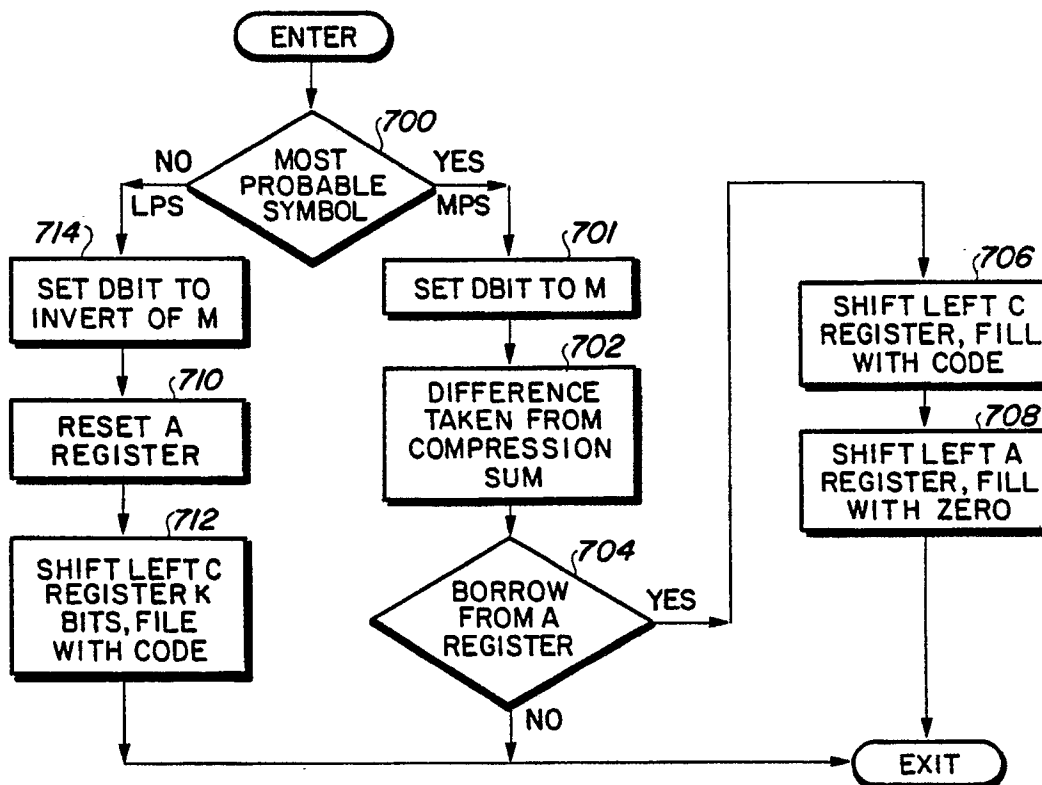 ENTER
700
MOST
PROBABLE
SYMBOL
NO
LPS
YES
MPS
714
SET DBIT TO
INVERT OF M
710
RESET A
REGISTER
712
SHIFT LEFT C
REGISTER K
BITS, FILE
WITH CODE
701
SET DBIT TO M
702
DIFFERENCE
TAKEN FROM
COMPRESSION
SUM
704
BORROW
FROM A
REGISTER
YES
NO
706
SHIFT LEFT C
REGISTER, FILL
WITH CODE
708
SHIFT LEFT A
REGISTER, FILL
WITH ZERO
EXIT